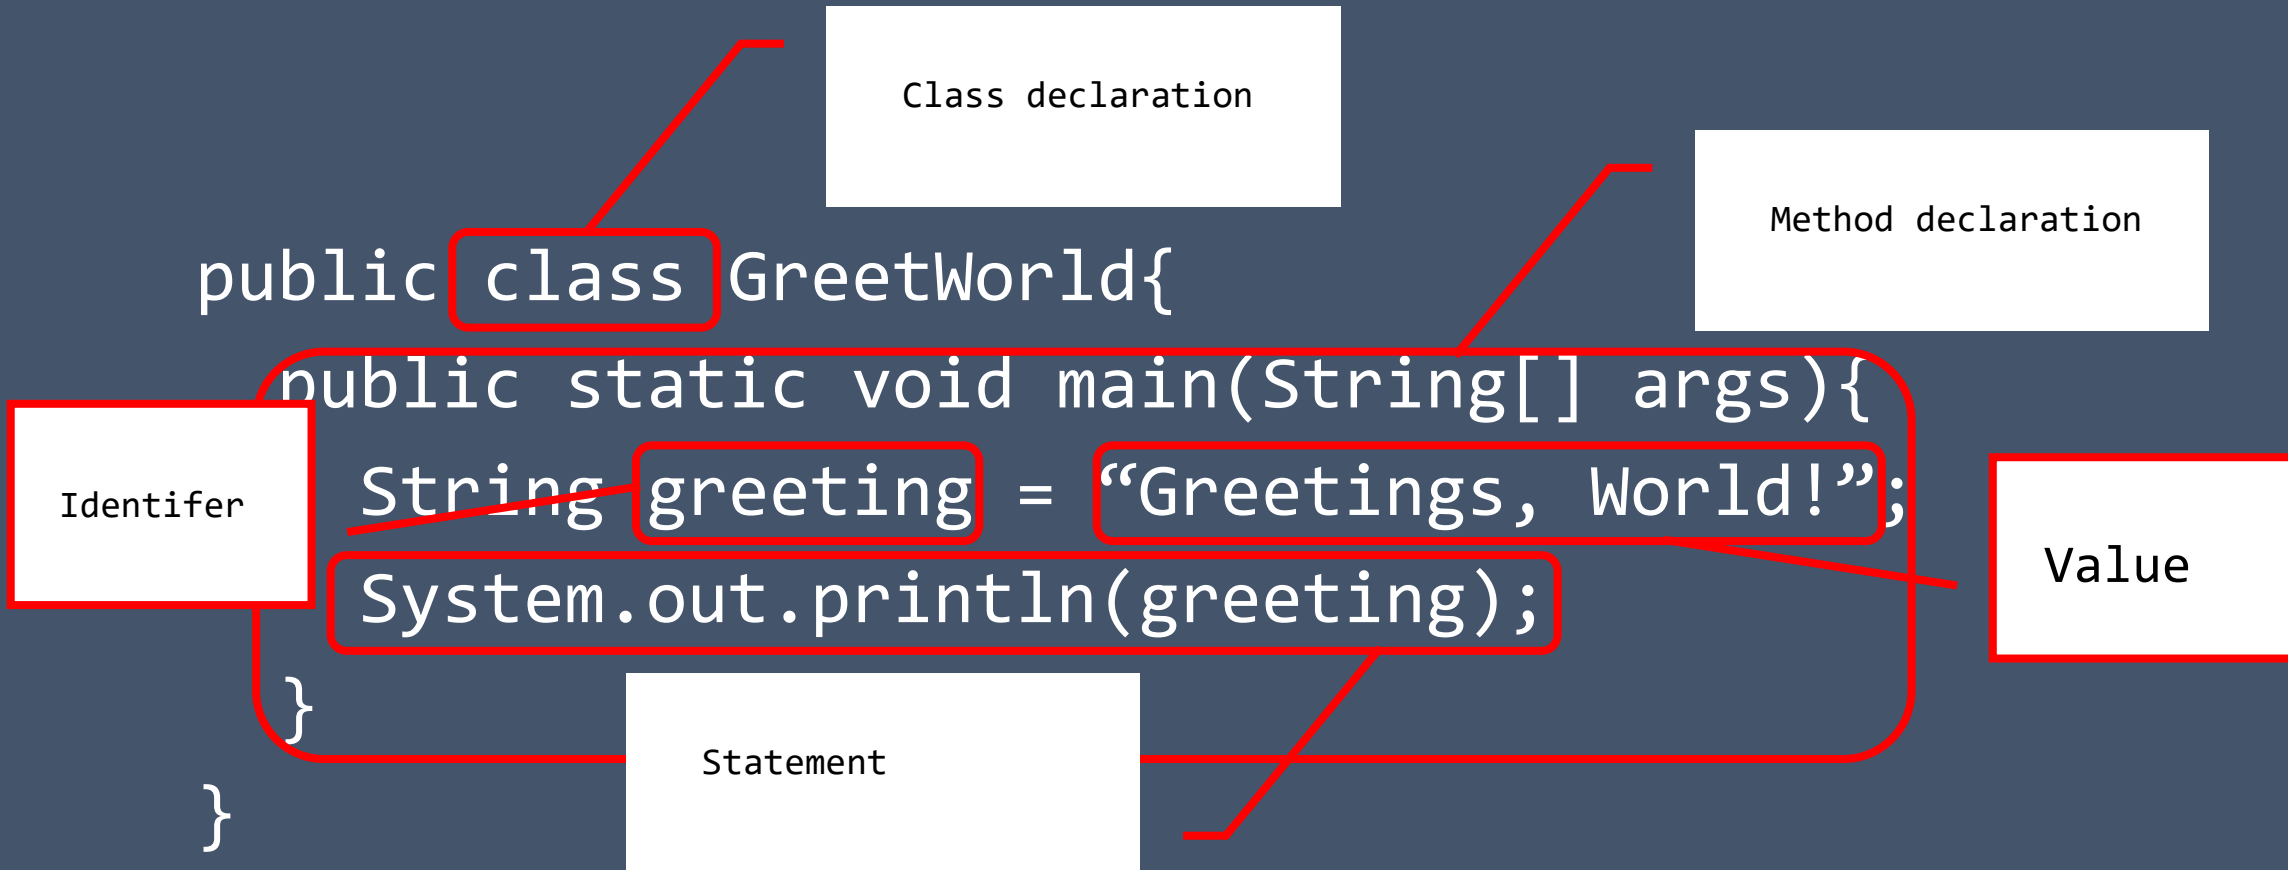 Class declaration
Method declaration
public class GreetWorld{
public static void main(String[] args){
Identifer
String greeting = “Greetings, World!”;
Value
System.out.println(greeting);
}
Statement
}